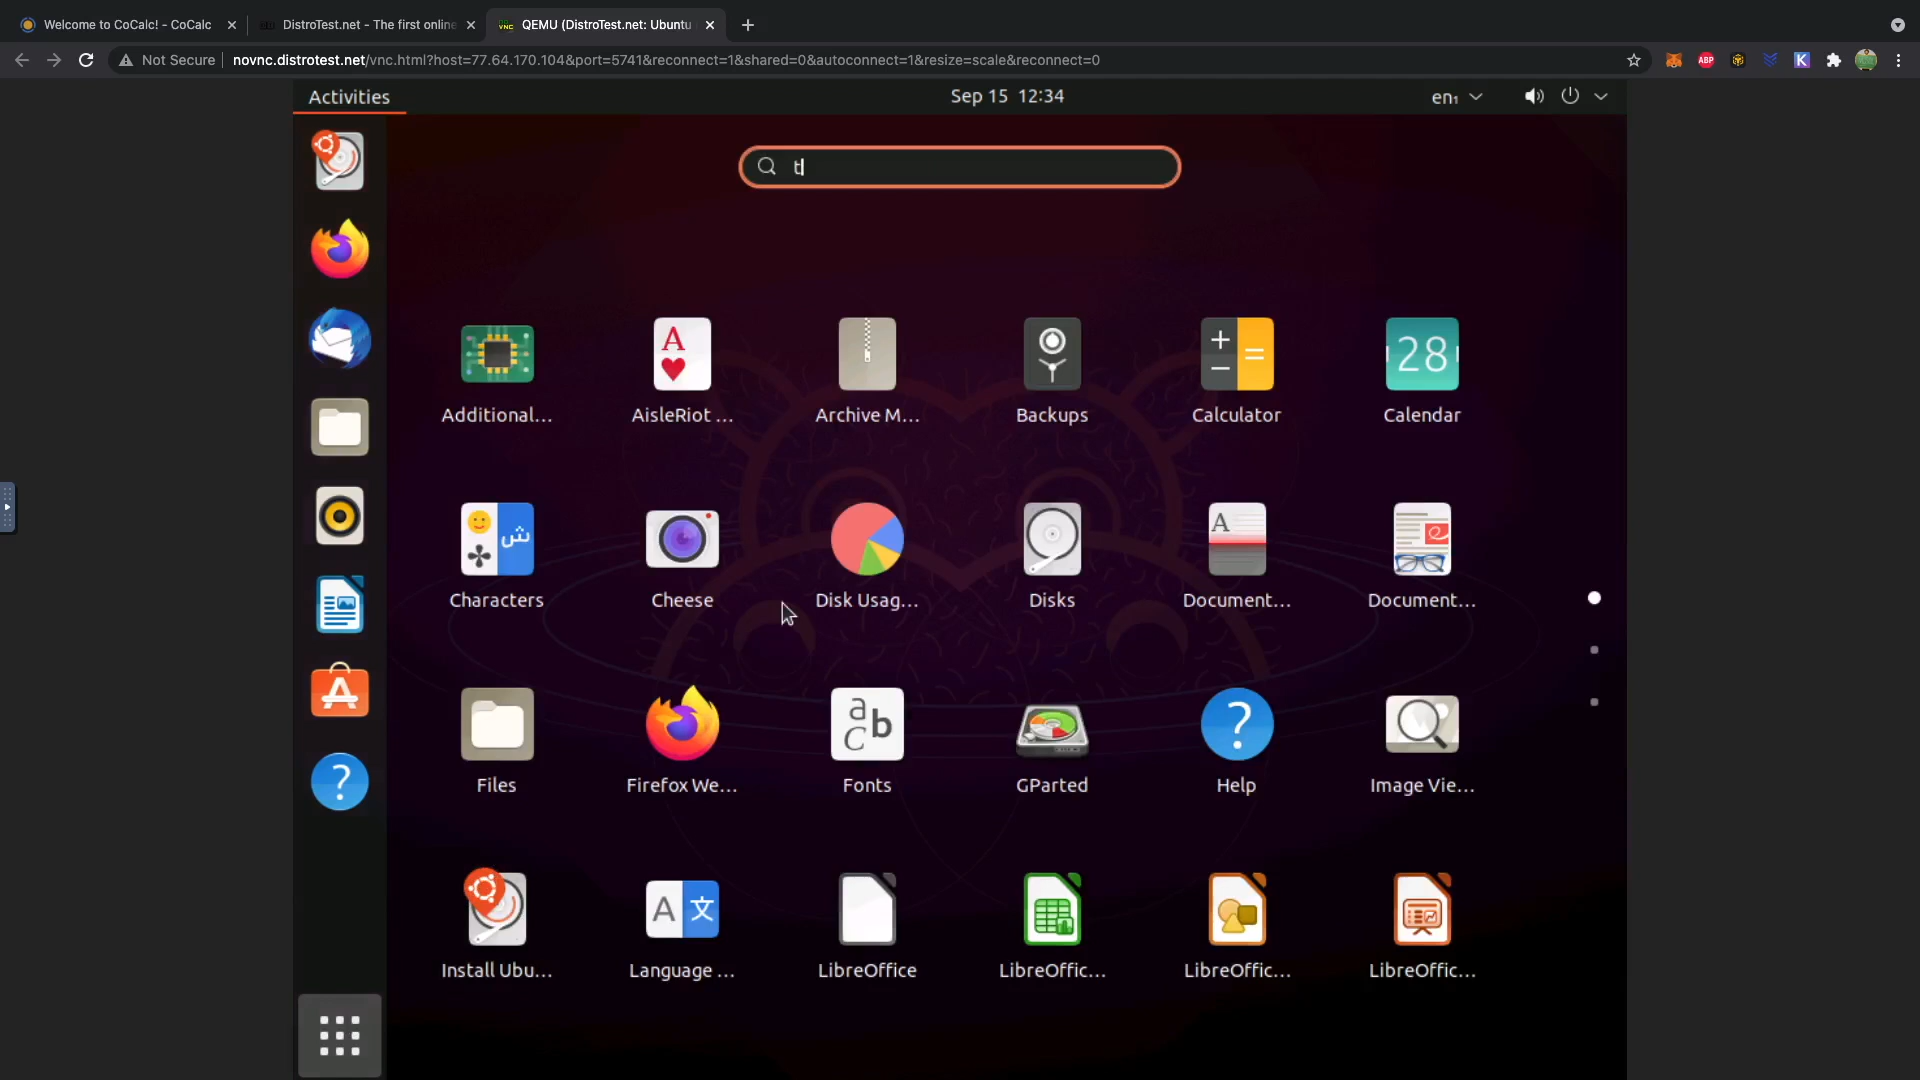 Welcome to CoCalc! - CoCalc
DistroTest.net - The first online
QEMU (DistroTest.net: Ubuntu
Not Secure
novnc.distrotest.net/vnc.html?host=77.64.170.104&port=5741&reconnect=1&shared=0&autoconnect=1&resize=scale&reconnect=0
Activities
Sep 15 12:34
en₁
t
Additional...
AisleRiot ...
Archive M...
Backups
Calculator
Calendar
Characters
Cheese
Disk Usag...
Disks
Document...
Document...
Files
Firefox We...
Fonts
GParted
Help
Image Vie...
Install Ubu...
Language ...
LibreOffice
LibreOffic...
LibreOffic...
LibreOffic...